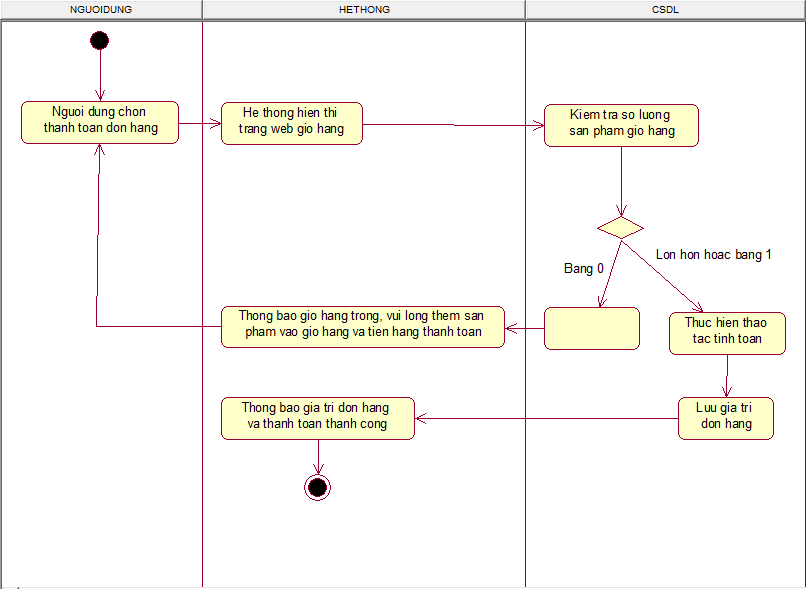 NGUOIDUNG
HETHONG
CSDL
Nguoi dung chon
thanh toan don hang
He thong hien thi
trang web gio hang
Kiem tra so luong
san pham gio hang
Lon hon hoac bang 1
Bang 0
Thong bao gio hang trong, vui long them san
pham vao gio hang va tien hang thanh toan
Thuc hien thao
tac tinh toan
Thong bao gia tri don hang
va thanh toan thanh cong
Luu gia tri
don hang